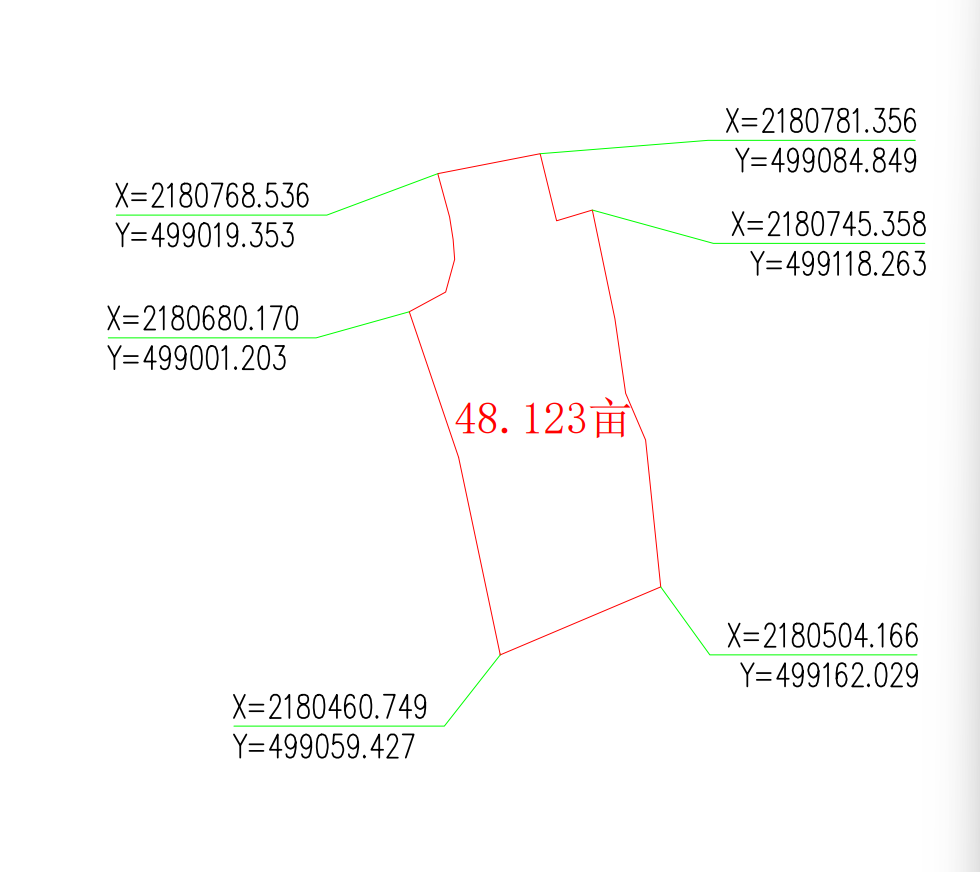 X=2180781.356
Y=499084.849
X=2180768.536
Y=499019.353
X=2180745.358
Y=499118.263
X=2180680.170
Y=499001.203
48.123亩
X=2180504.166
Y=499162.029
X=2180460.749
Y=499059.427